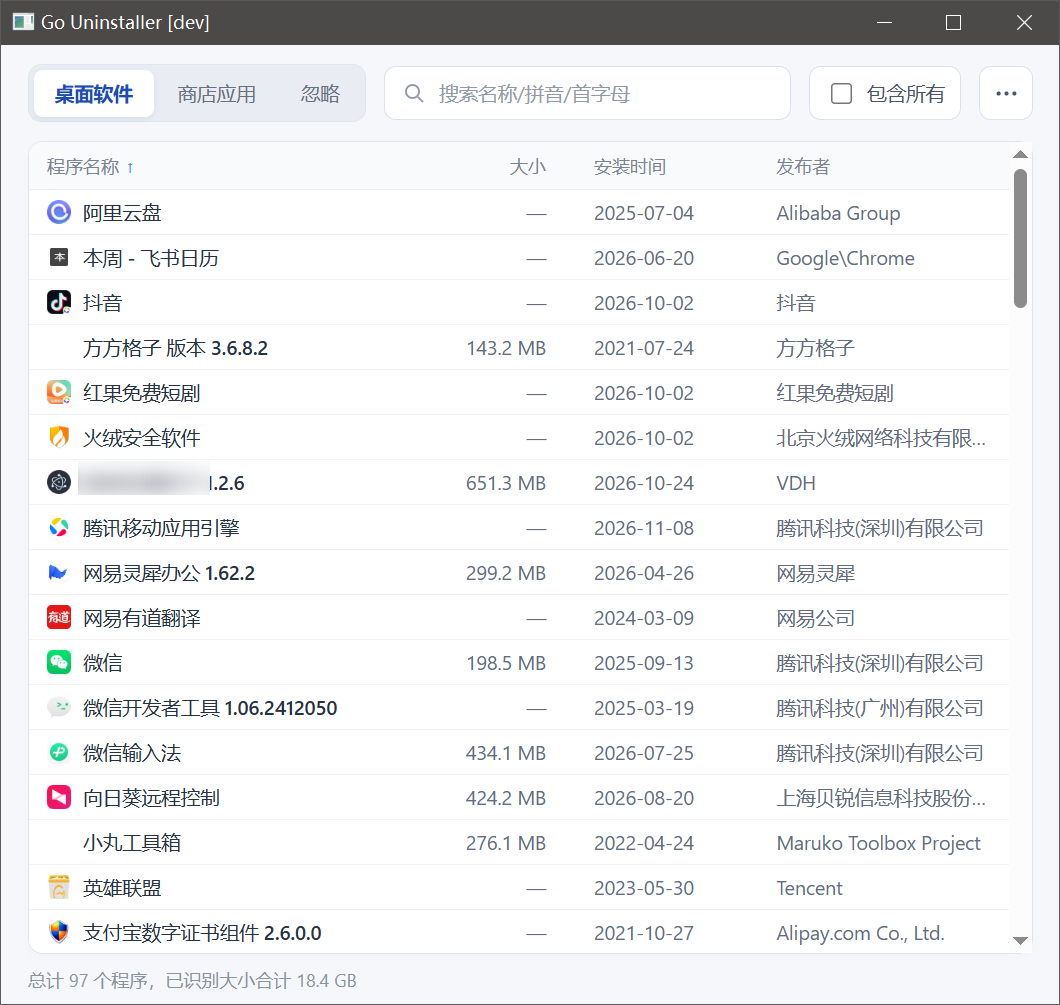 Go Uninstaller [dev]
桌面软件 商店应用 忽略 搜索名称/拼音/首字母 包含所有 ...
程序名称 ↑ 大小 安装时间 发布者
阿里云盘 — 2025-07-04 Alibaba Group
本 本周 - 飞书日历 — 2026-06-20 Google\Chrome
抖音 — 2026-10-02 抖音
方方格子 版本 3.6.8.2 143.2 MB 2021-07-24 方方格子
红果免费短剧 — 2026-10-02 红果免费短剧
火绒安全软件 — 2026-10-02 北京火绒网络科技有限...
1.2.6 651.3 MB 2026-10-24 VDH
腾讯移动应用引擎 — 2026-11-08 腾讯科技(深圳)有限公司
网易灵犀办公 1.62.2 299.2 MB 2026-04-26 网易灵犀
有道 网易有道翻译 — 2024-03-09 网易公司
微信 198.5 MB 2025-09-13 腾讯科技(深圳)有限公司
微信开发者工具 1.06.2412050 — 2025-03-19 腾讯科技(广州)有限公司
微信输入法 434.1 MB 2026-07-25 腾讯科技(深圳)有限公司
向日葵远程控制 424.2 MB 2026-08-20 上海贝锐信息科技股份...
小丸工具箱 276.1 MB 2022-04-24 Maruko Toolbox Project
英雄联盟 — 2023-05-30 Tencent
支付宝数字证书组件 2.6.0.0 — 2021-10-27 Alipay.com Co., Ltd.
总计 97 个程序，已识别大小合计 18.4 GB